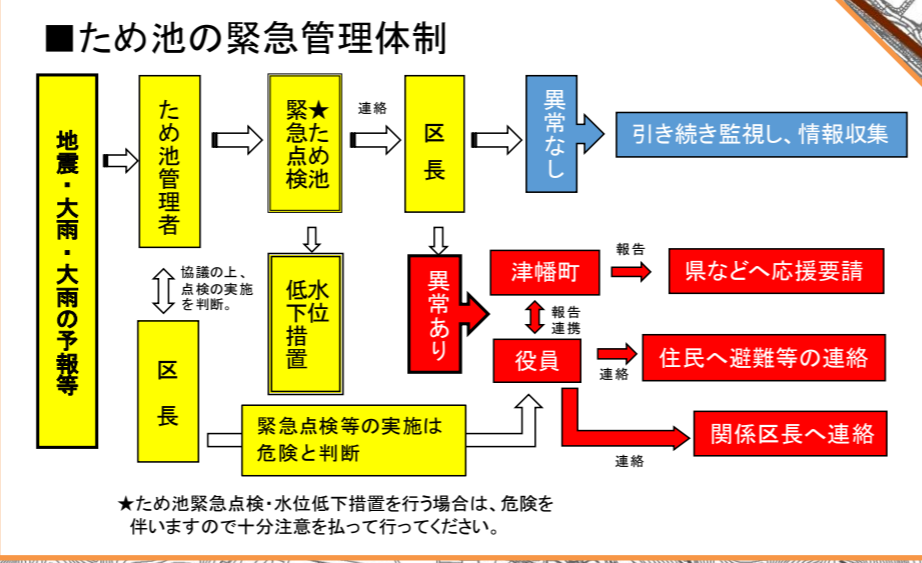 ■ため池の緊急管理体制
地震・大雨・大雨の予報等
ため池管理者
★ため池
緊急点検
連絡
区長
異常なし
引き続き監視し、情報収集
協議の上、
点検の実施
を判断。
水位
低下措置
異常あり
津幡町
報告
県などへ応援要請
報告
連携
役員
連絡
住民へ避難等の連絡
区長
緊急点検等の実施は
危険と判断
連絡
関係区長へ連絡
★ため池緊急点検・水位低下措置を行う場合は、危険を
伴いますので十分注意を払って行ってください。